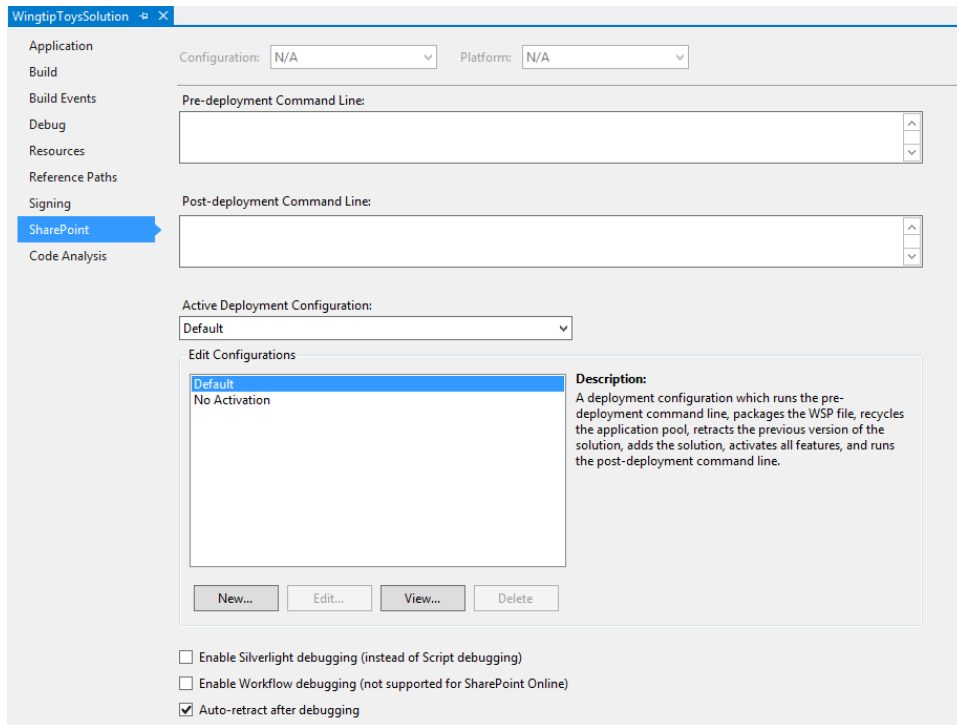 WingtipToysSolution
Application
Build
Build Events
Debug
Resources
Reference Paths
Signing
SharePoint
Code Analysis
Configuration: N/A Platform: N/A
Pre-deployment Command Line:
Post-deployment Command Line:
Active Deployment Configuration:
Default
Edit Configurations
Default
No Activation
Description:
A deployment configuration which runs the pre-
deployment command line, packages the WSP file, recycles
the application pool, retracts the previous version of the
solution, adds the solution, activates all features, and runs
the post-deployment command line.
New... Edit... View... Delete
Enable Silverlight debugging (instead of Script debugging)
Enable Workflow debugging (not supported for SharePoint Online)
Auto-retract after debugging